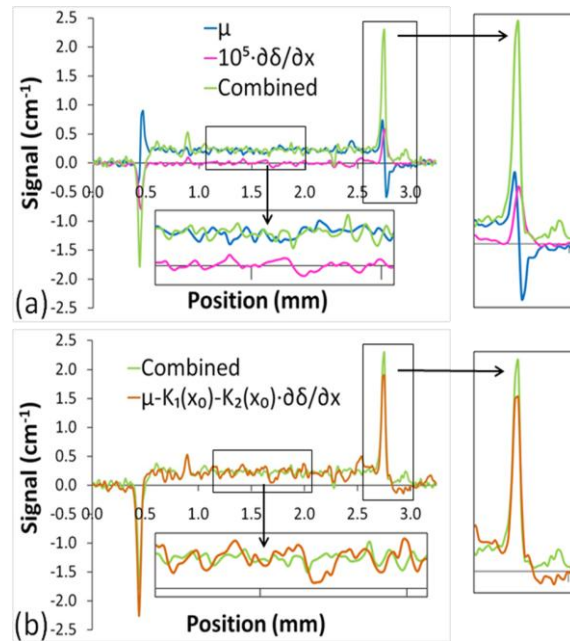 2.5
2.0
1.5
1.0
0.5
0.0
-0.5
-1.0
-1.5
-2.0
-2.5
Signal (cm⁻¹)
μ
10⁵·∂δ/∂x
Combined
0.0 0.5 1.0 1.5 2.0 2.5 3.0
(a)
Position (mm)
2.5
2.0
1.5
1.0
0.5
0.0
-0.5
-1.0
-1.5
-2.0
-2.5
Signal (cm⁻¹)
Combined
μ-K₁(x₀)-K₂(x₀)·∂δ/∂x
0.0 0.5 1.0 1.5 2.0 2.5 3.0
(b)
Position (mm)